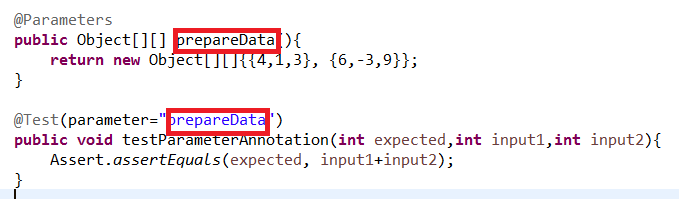 @Parameters
public Object[][] prepareData(){
return new Object[][]{{4,1,3}, {6,-3,9}};
}
@Test(parameter="prepareData")
public void testParameterAnnotation(int expected,int input1,int input2){
Assert.assertEquals(expected, input1+input2);
}